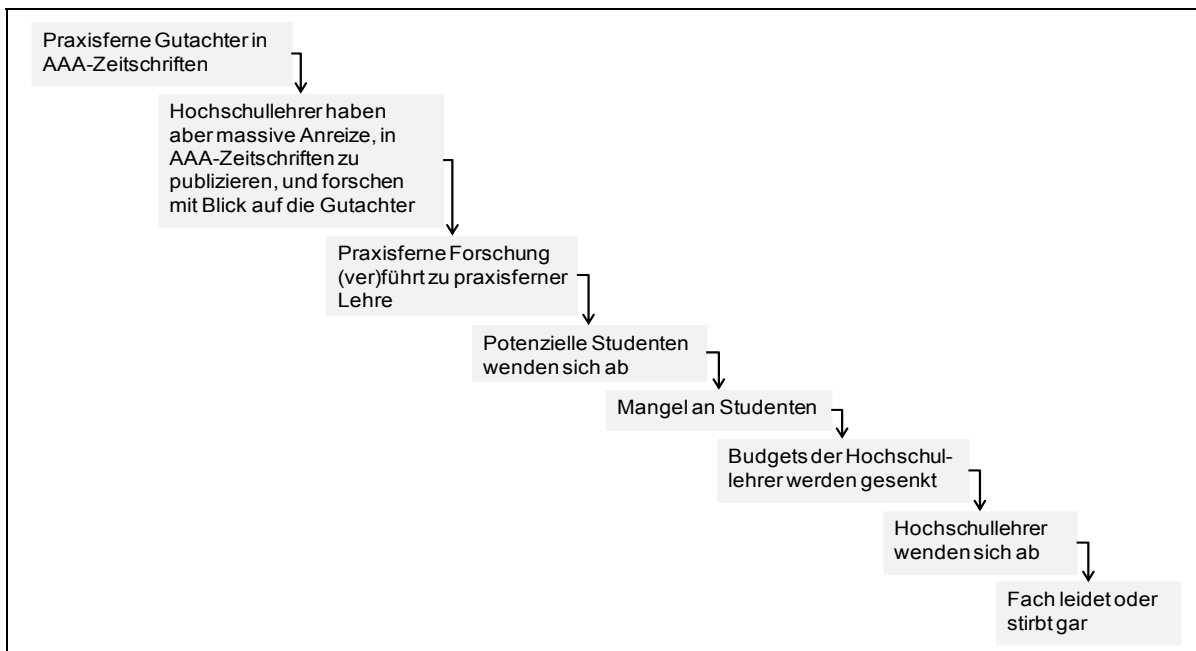 Praxisferne Gutachter in
AAA-Zeitschriften
Hochschullehrer haben
aber massive Anreize, in
AAA-Zeitschriften zu
publizieren, und forschen
mit Blick auf die Gutachter
Praxisferne Forschung
(ver)führt zu praxisferner
Lehre
Potenzielle Studenten
wenden sich ab
Mangel an Studenten
Budgets der Hochschul-
lehrer werden gesenkt
Hochschullehrer
wenden sich ab
Fach leidet oder
stirbt gar